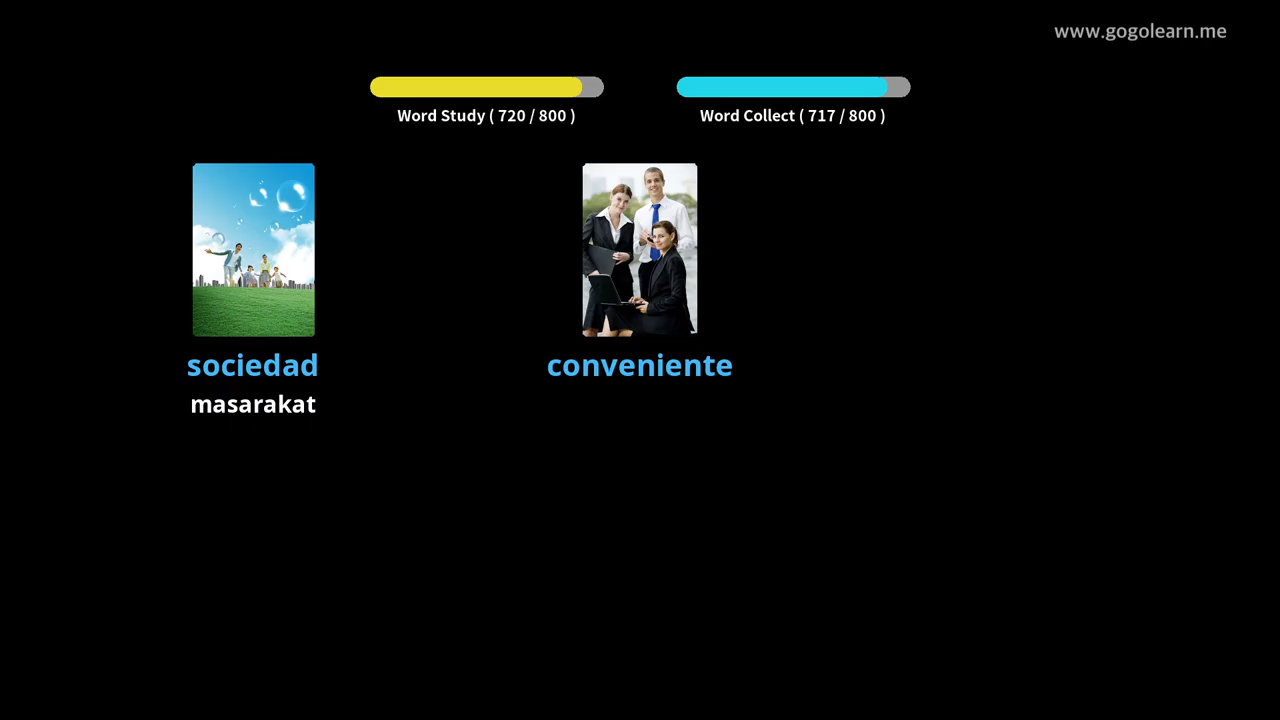 www.gogolearn.me
Word Study ( 720 / 800 )
Word Collect ( 717 / 800 )
sociedad
conveniente
masarakat